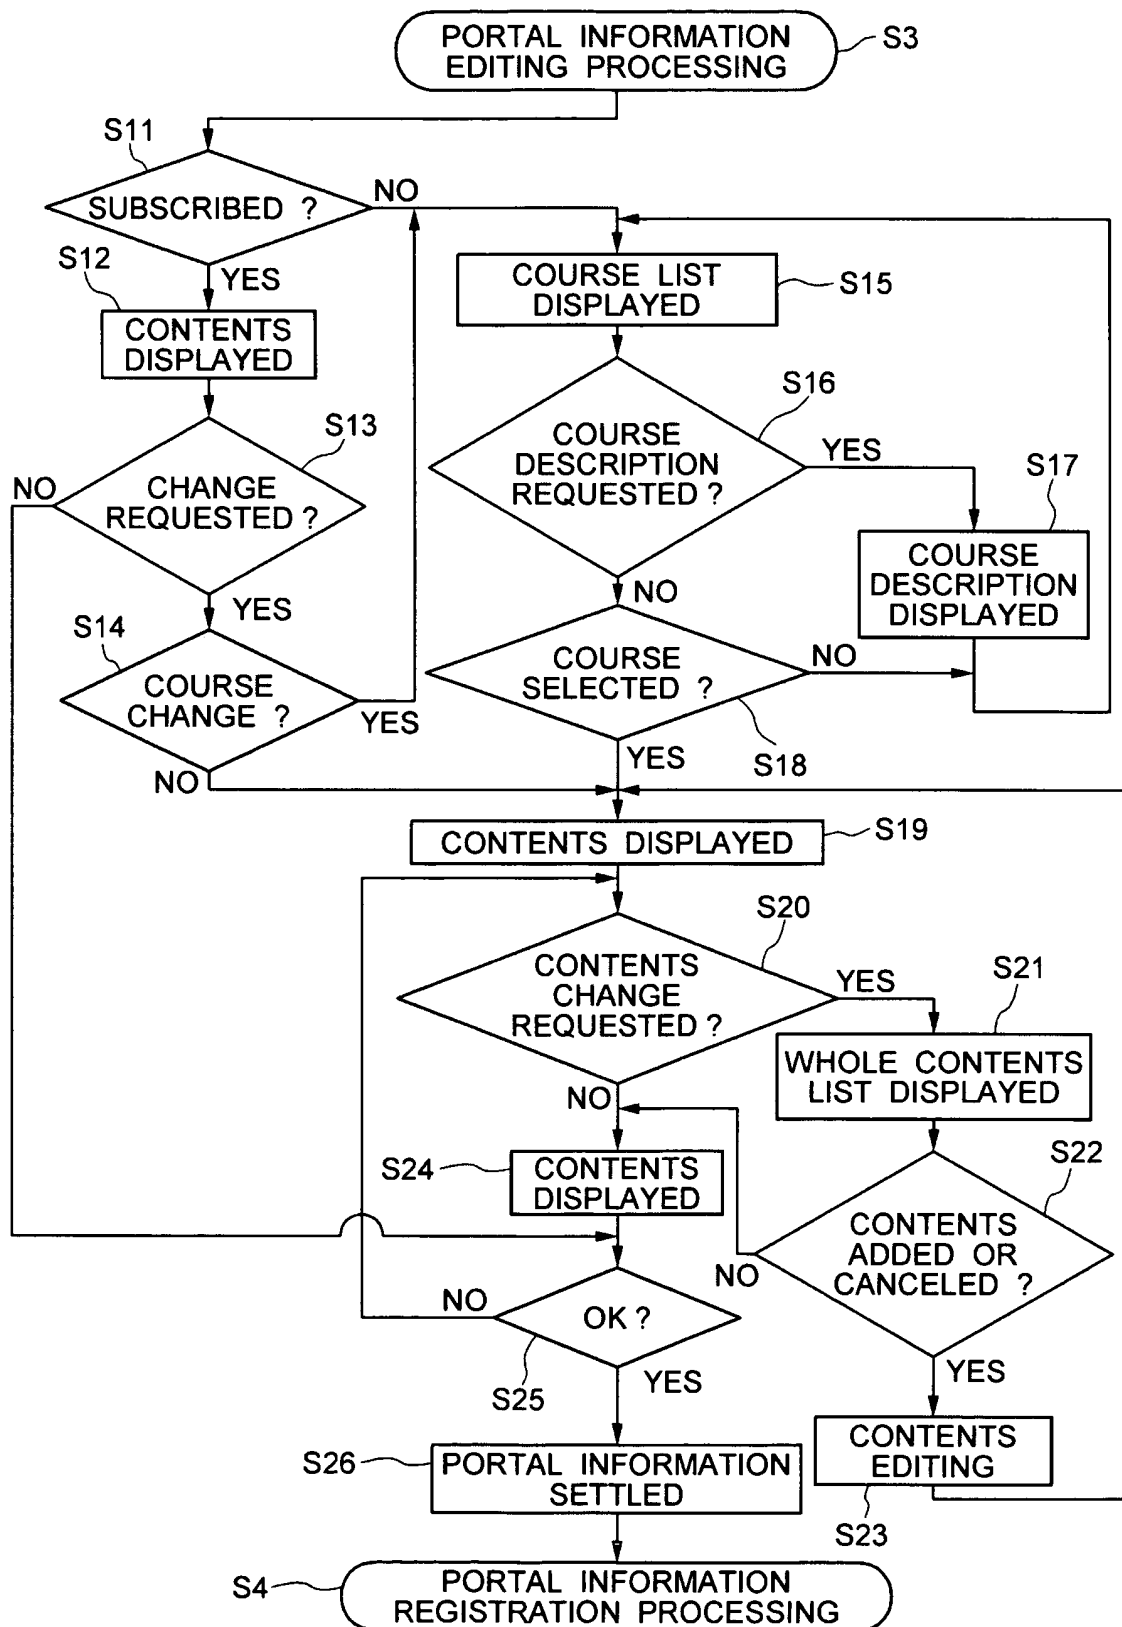 PORTAL INFORMATION
EDITING PROCESSING
S3
S11
SUBSCRIBED ?
NO
YES
S12
CONTENTS
DISPLAYED
COURSE LIST
DISPLAYED
S15
S13
CHANGE
REQUESTED ?
NO
YES
S16
COURSE
DESCRIPTION
REQUESTED ?
YES
NO
S17
COURSE
DESCRIPTION
DISPLAYED
S14
COURSE
CHANGE ?
YES
NO
COURSE
SELECTED ?
NO
S18
YES
CONTENTS DISPLAYED
S19
S20
CONTENTS
CHANGE
REQUESTED ?
YES
NO
S21
WHOLE CONTENTS
LIST DISPLAYED
S24
CONTENTS
DISPLAYED
S22
CONTENTS
ADDED OR
CANCELED ?
NO
YES
OK ?
NO
S25
YES
CONTENTS
EDITING
S23
S26
PORTAL INFORMATION
SETTLED
S4
PORTAL INFORMATION
REGISTRATION PROCESSING